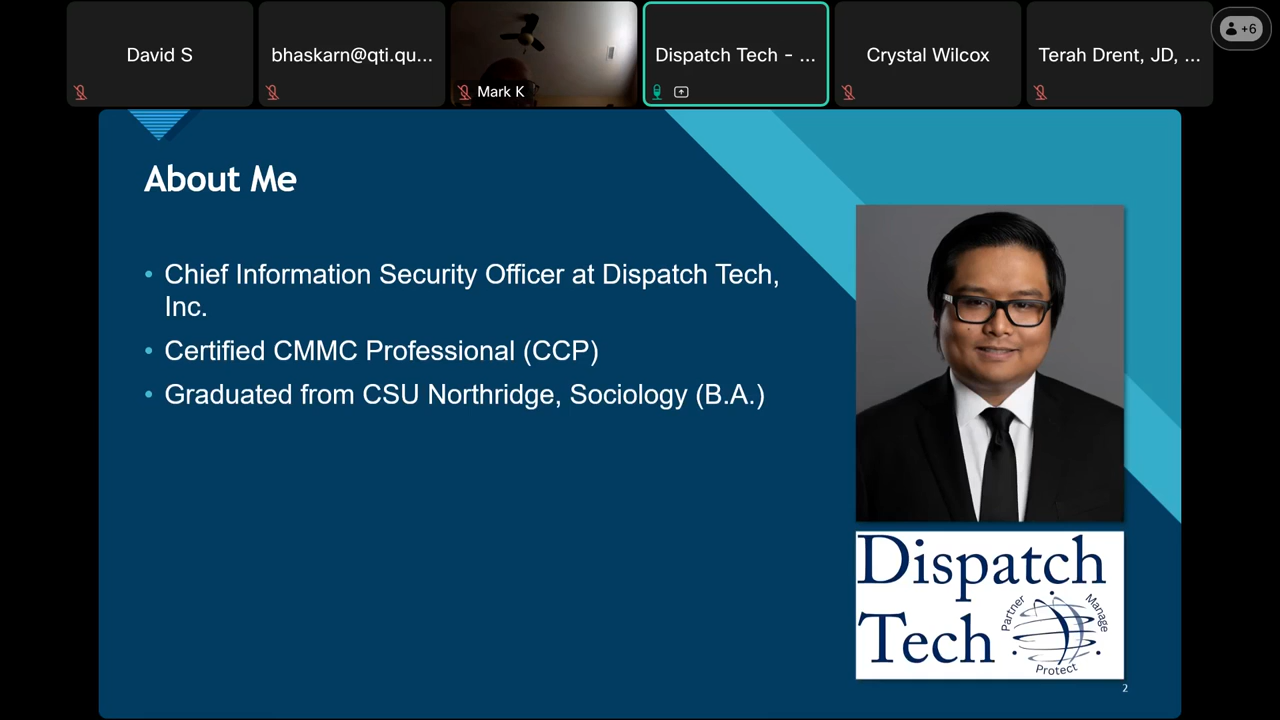 David S
bhaskarn@qti.qu...
Mark K
Dispatch Tech - ...
Crystal Wilcox
Terah Drent, JD, ...
+6
About Me
• Chief Information Security Officer at Dispatch Tech,
Inc.
• Certified CMMC Professional (CCP)
• Graduated from CSU Northridge, Sociology (B.A.)
Dispatch
Tech
Partner
Manage
Protect
2